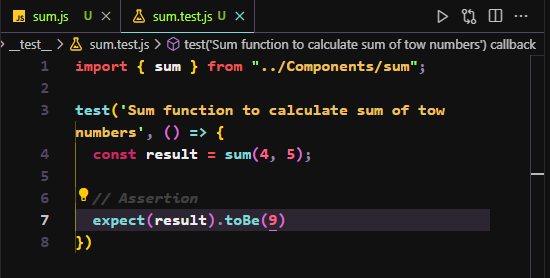 JS sum.js U sum.test.js U
__test__ > sum.test.js > test('Sum function to calculate sum of tow numbers') callback
1 import { sum } from "../Components/sum";
2
3 test('Sum function to calculate sum of tow
numbers', () => {
4 const result = sum(4, 5);
5
6 // Assertion
7 expect(result).toBe(9)
8 })